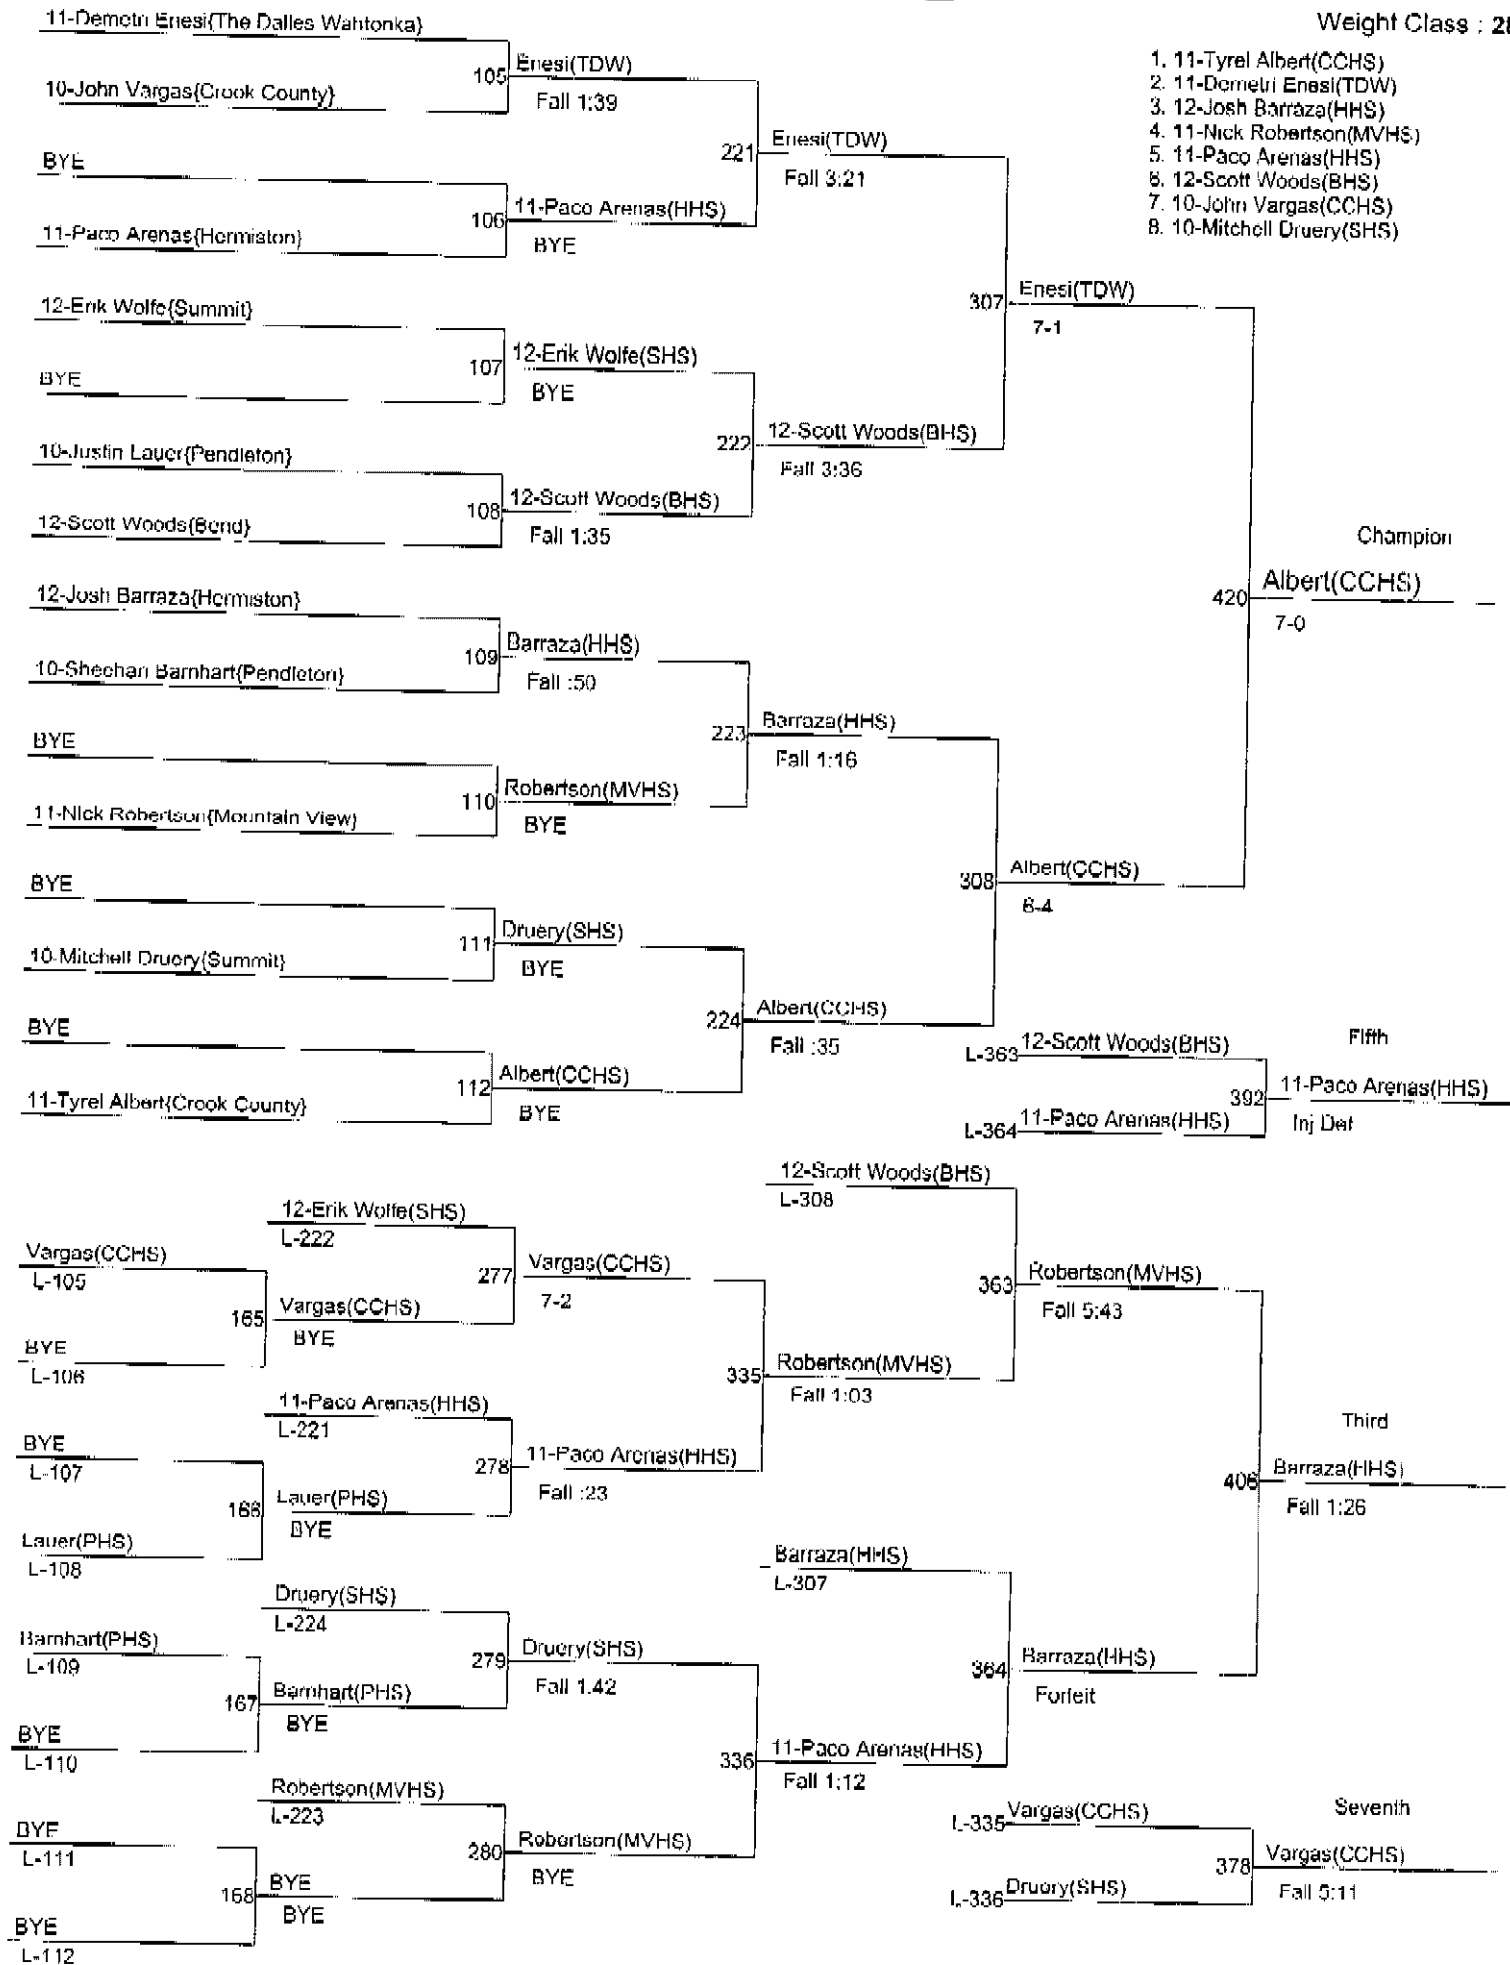 Weight Class : 28
1. 11-Tyrel Albert(CCHS)
2. 11-Demetri Enesi(TDW)
3. 12-Josh Barraza(HHS)
4. 11-Nick Robertson(MVHS)
5. 11-Paco Arenas(HHS)
6. 12-Scott Woods(BHS)
7. 10-John Vargas(CCHS)
8. 10-Mitchell Druery(SHS)
11-Demetri Enesi{The Dalles Wahtonka}
105 Enesi(TDW)
10-John Vargas{Crook County}
Fall 1:39
221 Enesi(TDW)
Fall 3:21
BYE
106 11-Paco Arenas(HHS)
11-Paco Arenas{Hermiston}
BYE
307 Enesi(TDW)
7-1
12-Erik Wolfe{Summit}
107 12-Erik Wolfe(SHS)
BYE
BYE
222 12-Scott Woods(BHS)
Fall 3:36
10-Justin Lauer{Pendleton}
108 12-Scott Woods(BHS)
12-Scott Woods{Bend}
Fall 1:35
Champion
420 Albert(CCHS)
7-0
12-Josh Barraza{Hermiston}
109 Barraza(HHS)
10-Sheehan Barnhart{Pendleton}
Fall :50
223 Barraza(HHS)
Fall 1:16
BYE
110 Robertson(MVHS)
11-Nick Robertson{Mountain View}
BYE
308 Albert(CCHS)
6-4
BYE
111 Druery(SHS)
10-Mitchell Druery{Summit}
BYE
224 Albert(CCHS)
Fall :35
BYE
112 Albert(CCHS)
11-Tyrel Albert{Crook County}
BYE
Fifth
L-363 12-Scott Woods(BHS)
392 11-Paco Arenas(HHS)
L-364 11-Paco Arenas(HHS)
Inj Def
12-Scott Woods(BHS)
L-308
12-Erik Wolfe(SHS)
L-222
Vargas(CCHS)
L-105
277 Vargas(CCHS)
7-2
165 Vargas(CCHS)
BYE
BYE
L-106
363 Robertson(MVHS)
Fall 5:43
335 Robertson(MVHS)
Fall 1:03
11-Paco Arenas(HHS)
L-221
BYE
L-107
278 11-Paco Arenas(HHS)
Fall :23
166 Lauer(PHS)
BYE
Lauer(PHS)
L-108
Third
406 Barraza(HHS)
Fall 1:26
Barraza(HHS)
L-307
Druery(SHS)
L-224
Barnhart(PHS)
L-109
279 Druery(SHS)
Fall 1:42
364 Barraza(HHS)
Forfeit
167 Barnhart(PHS)
BYE
BYE
L-110
336 11-Paco Arenas(HHS)
Fall 1:12
Robertson(MVHS)
L-223
BYE
L-111
280 Robertson(MVHS)
BYE
168 BYE
BYE
BYE
L-112
Seventh
L-335 Vargas(CCHS)
378 Vargas(CCHS)
L-336 Druery(SHS)
Fall 5:11